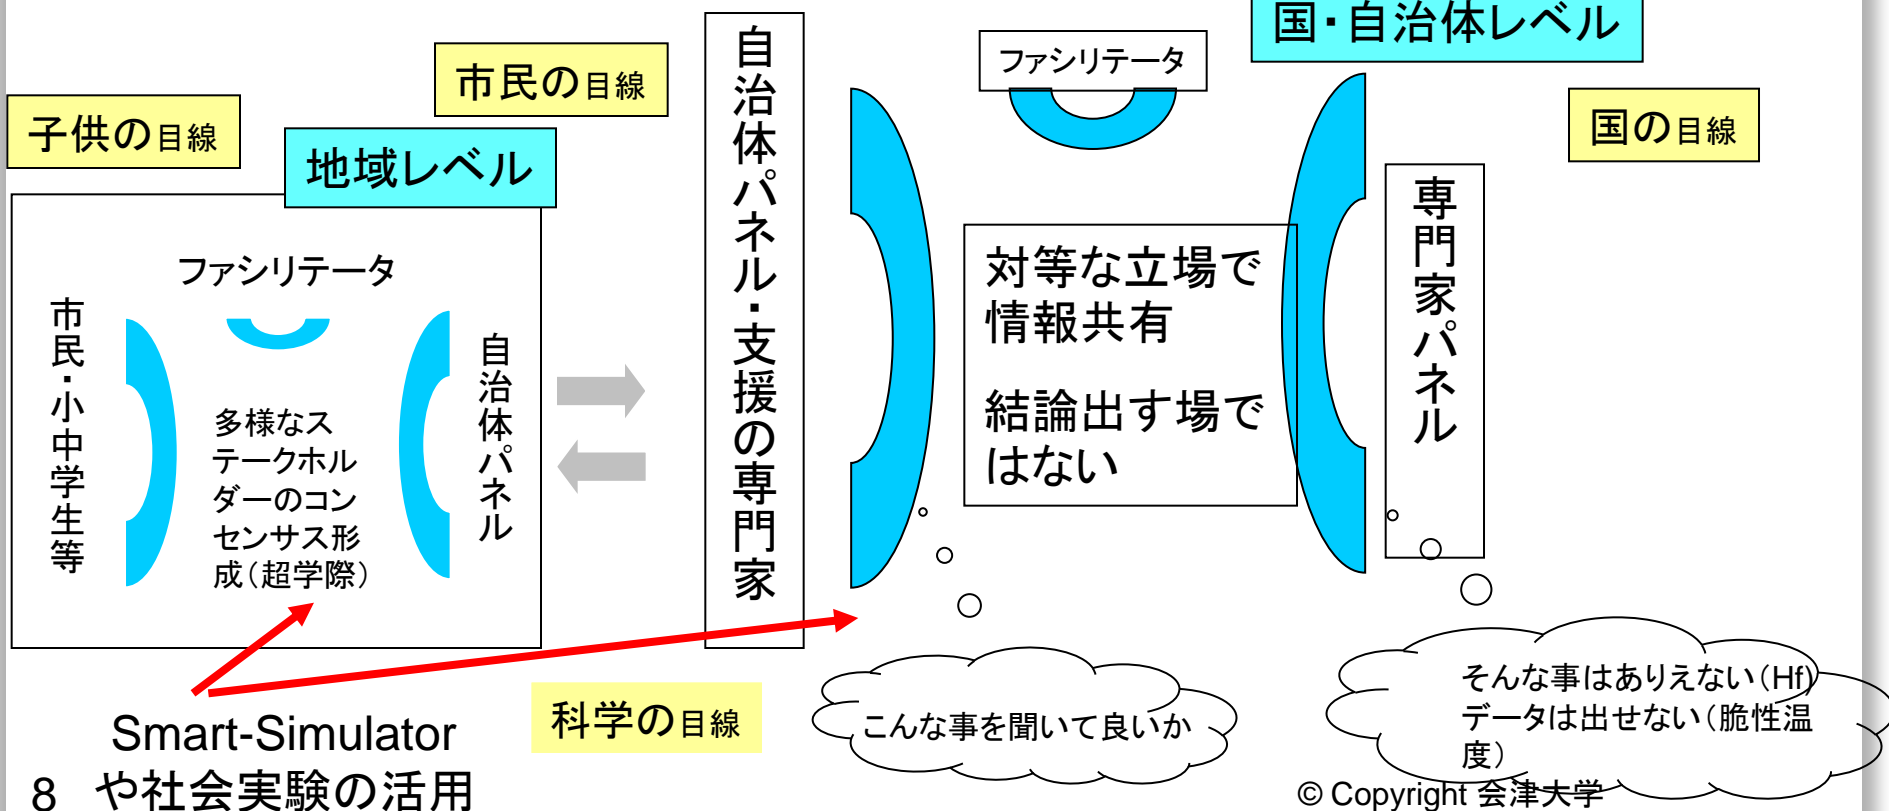 国・自治体レベル
ファシリテータ
市民の目線
子供の目線
国の目線
地域レベル
自治体パネル・支援の専門家
専門家パネル
ファシリテータ
市民・小中学生等
自治体パネル
多様なス
テークホル
ダーのコン
センサス形
成（超学際）
対等な立場で
情報共有
結論出す場で
はない
科学の目線
こんな事を聞いて良いか
そんな事はありえない（Hf）
データは出せない（脆性温
度）
Smart-Simulator
や社会実験の活用
8
© Copyright 会津大学